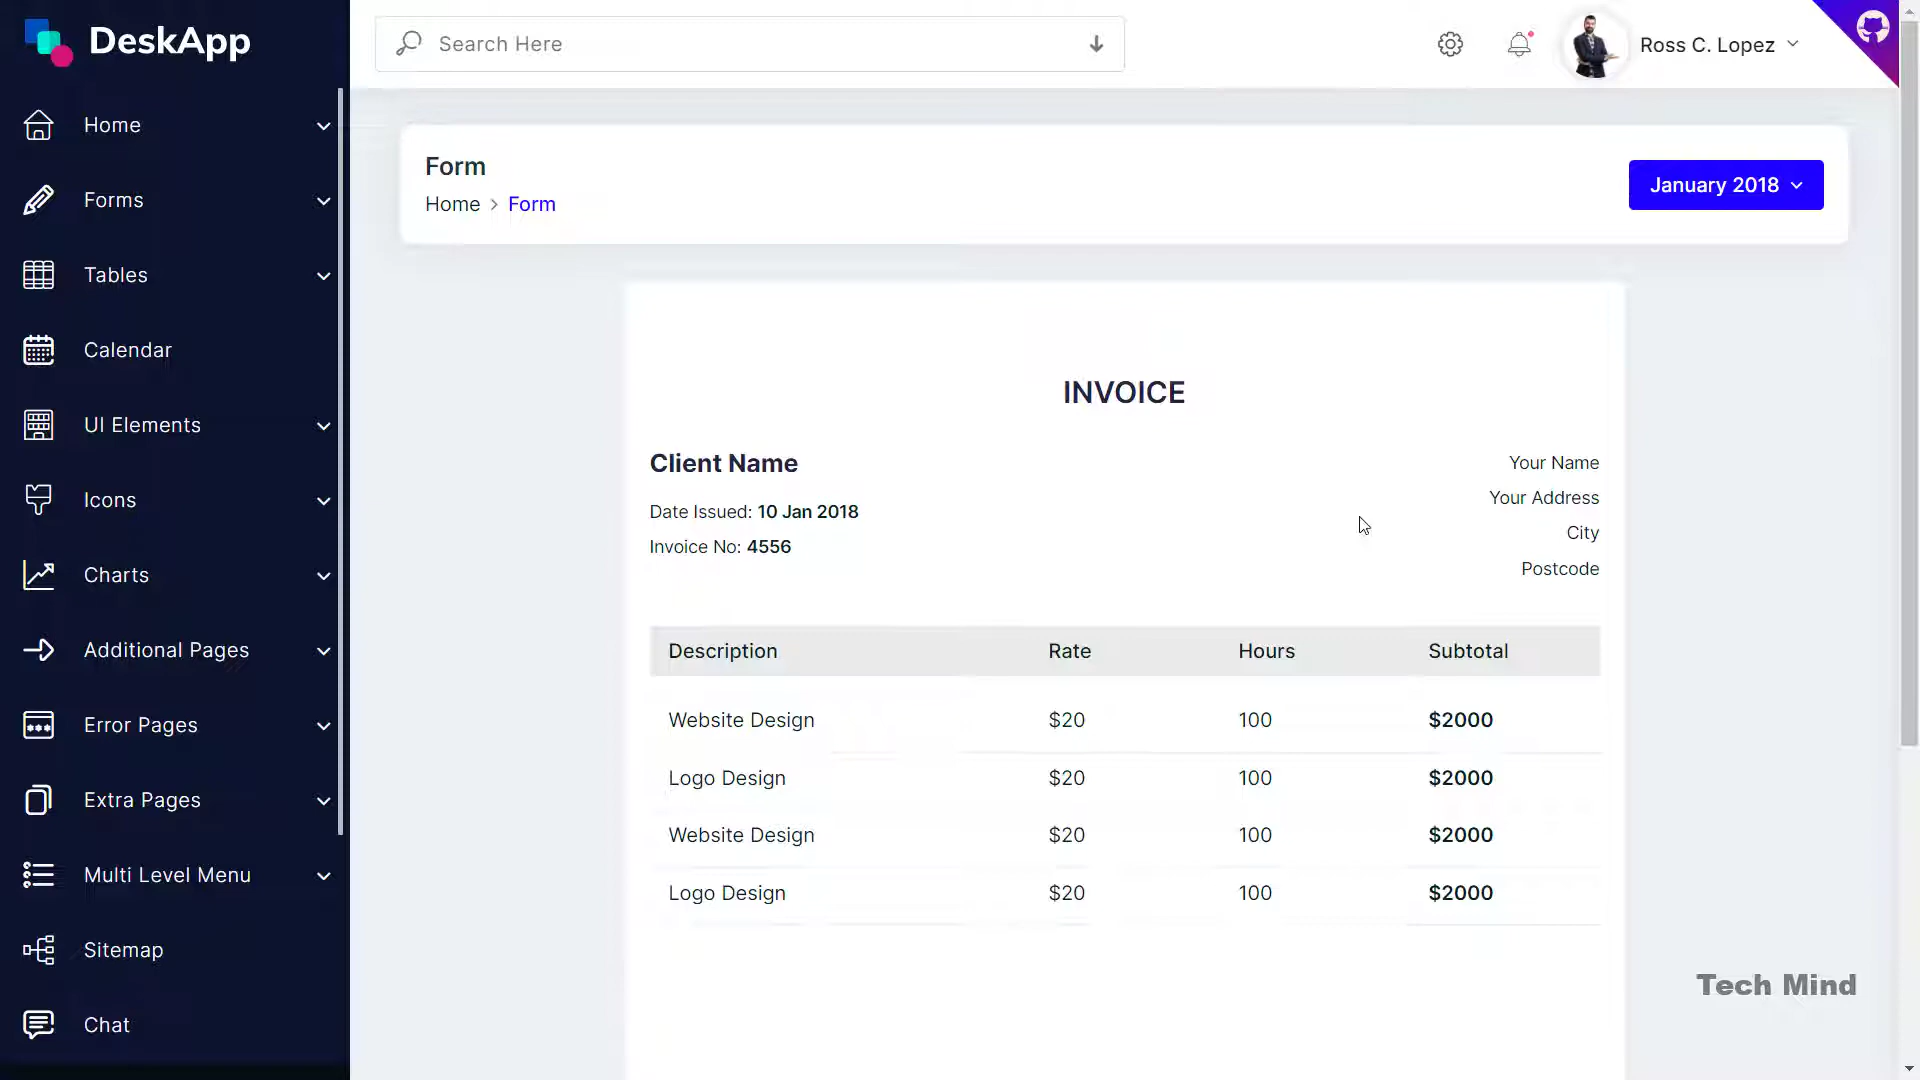 DeskApp
Search Here
Ross C. Lopez
Home
Forms
Tables
Calendar
UI Elements
Icons
Charts
Additional Pages
Error Pages
Extra Pages
Multi Level Menu
Sitemap
Chat
Form
Home > Form
January 2018
INVOICE
Client Name
Date Issued: 10 Jan 2018
Invoice No: 4556
Your Name
Your Address
City
Postcode
Description Rate Hours Subtotal
Website Design $20 100 $2000
Logo Design $20 100 $2000
Website Design $20 100 $2000
Logo Design $20 100 $2000
Tech Mind